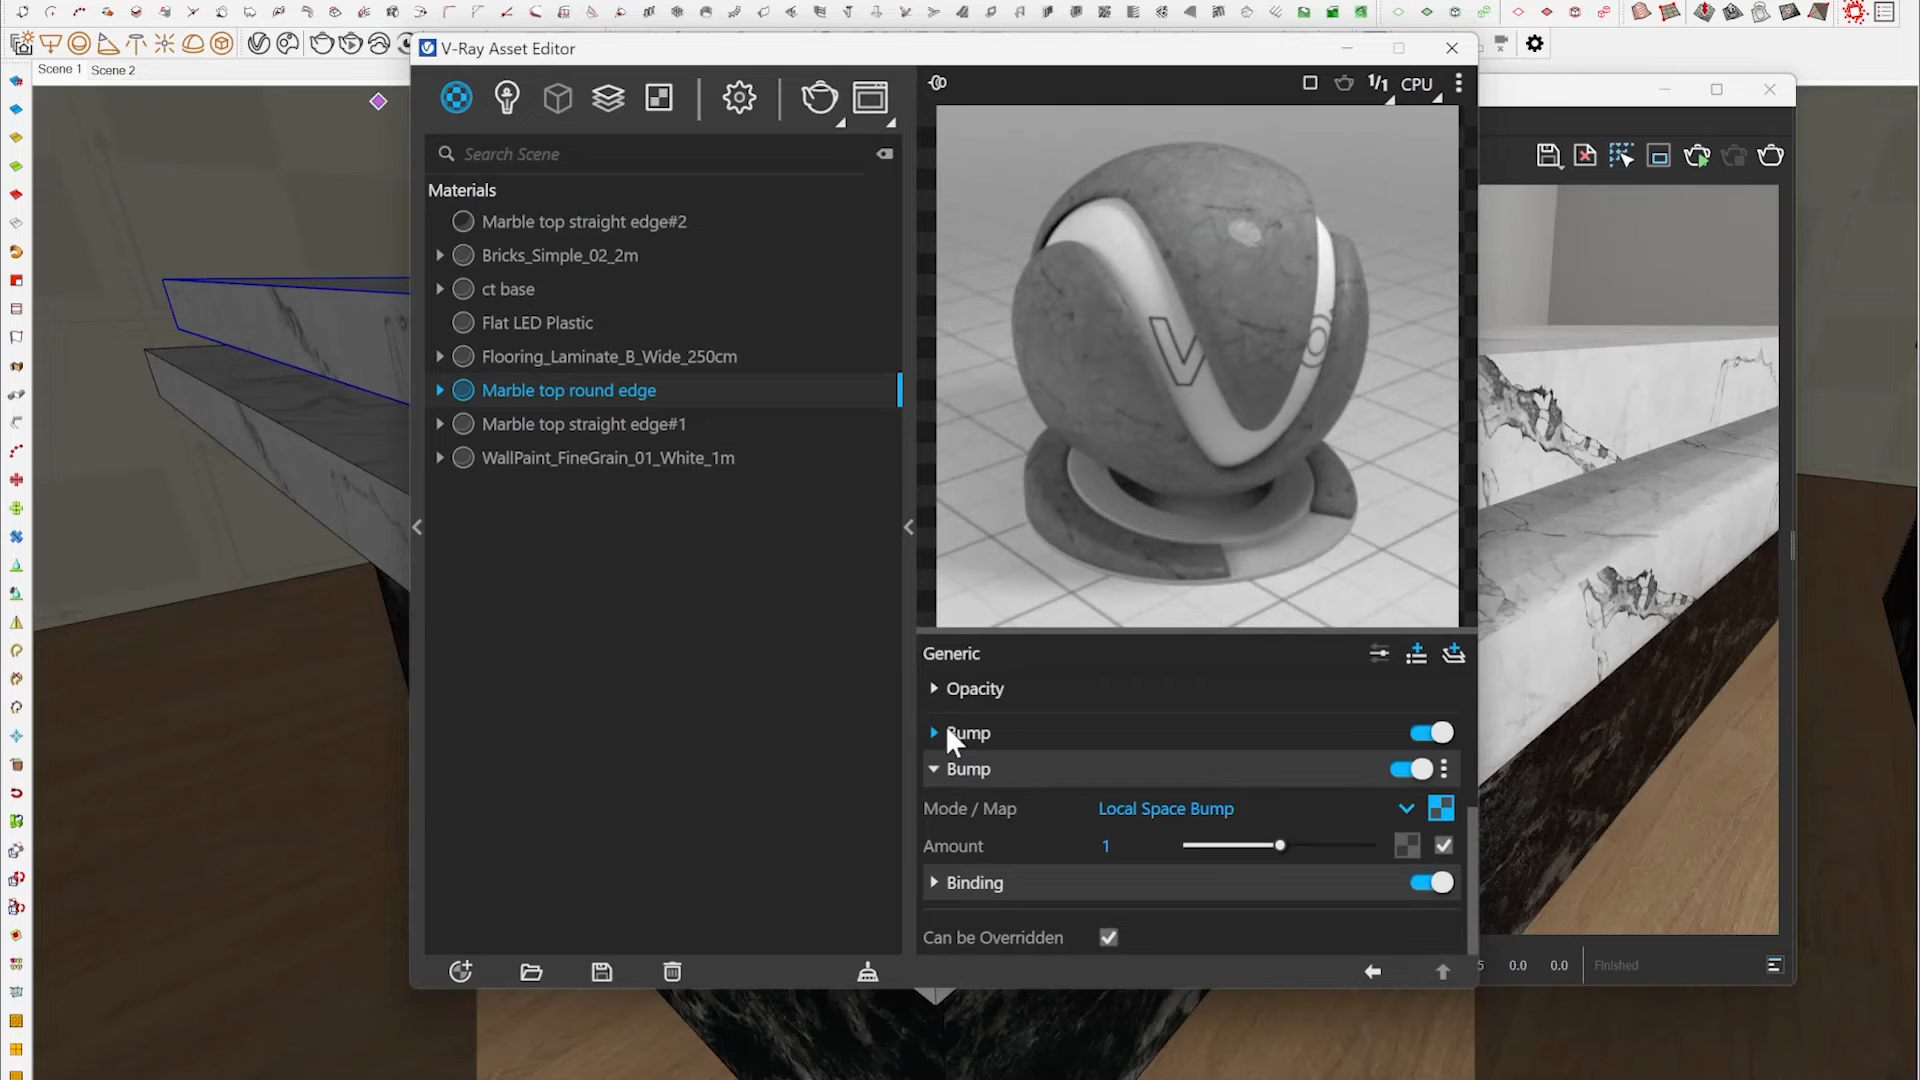 V-Ray Asset Editor
Scene 1 Scene 2
1/1 CPU
Search Scene
Materials
Marble top straight edge#2
Bricks_Simple_02_2m
ct base
Flat LED Plastic
Flooring_Laminate_B_Wide_250cm
Marble top round edge
Marble top straight edge#1
WallPaint_FineGrain_01_White_1m
Generic
Opacity
Bump
Bump
Mode / Map Local Space Bump
Amount 1
Binding
Can be Overridden
0.0 0.0 Finished